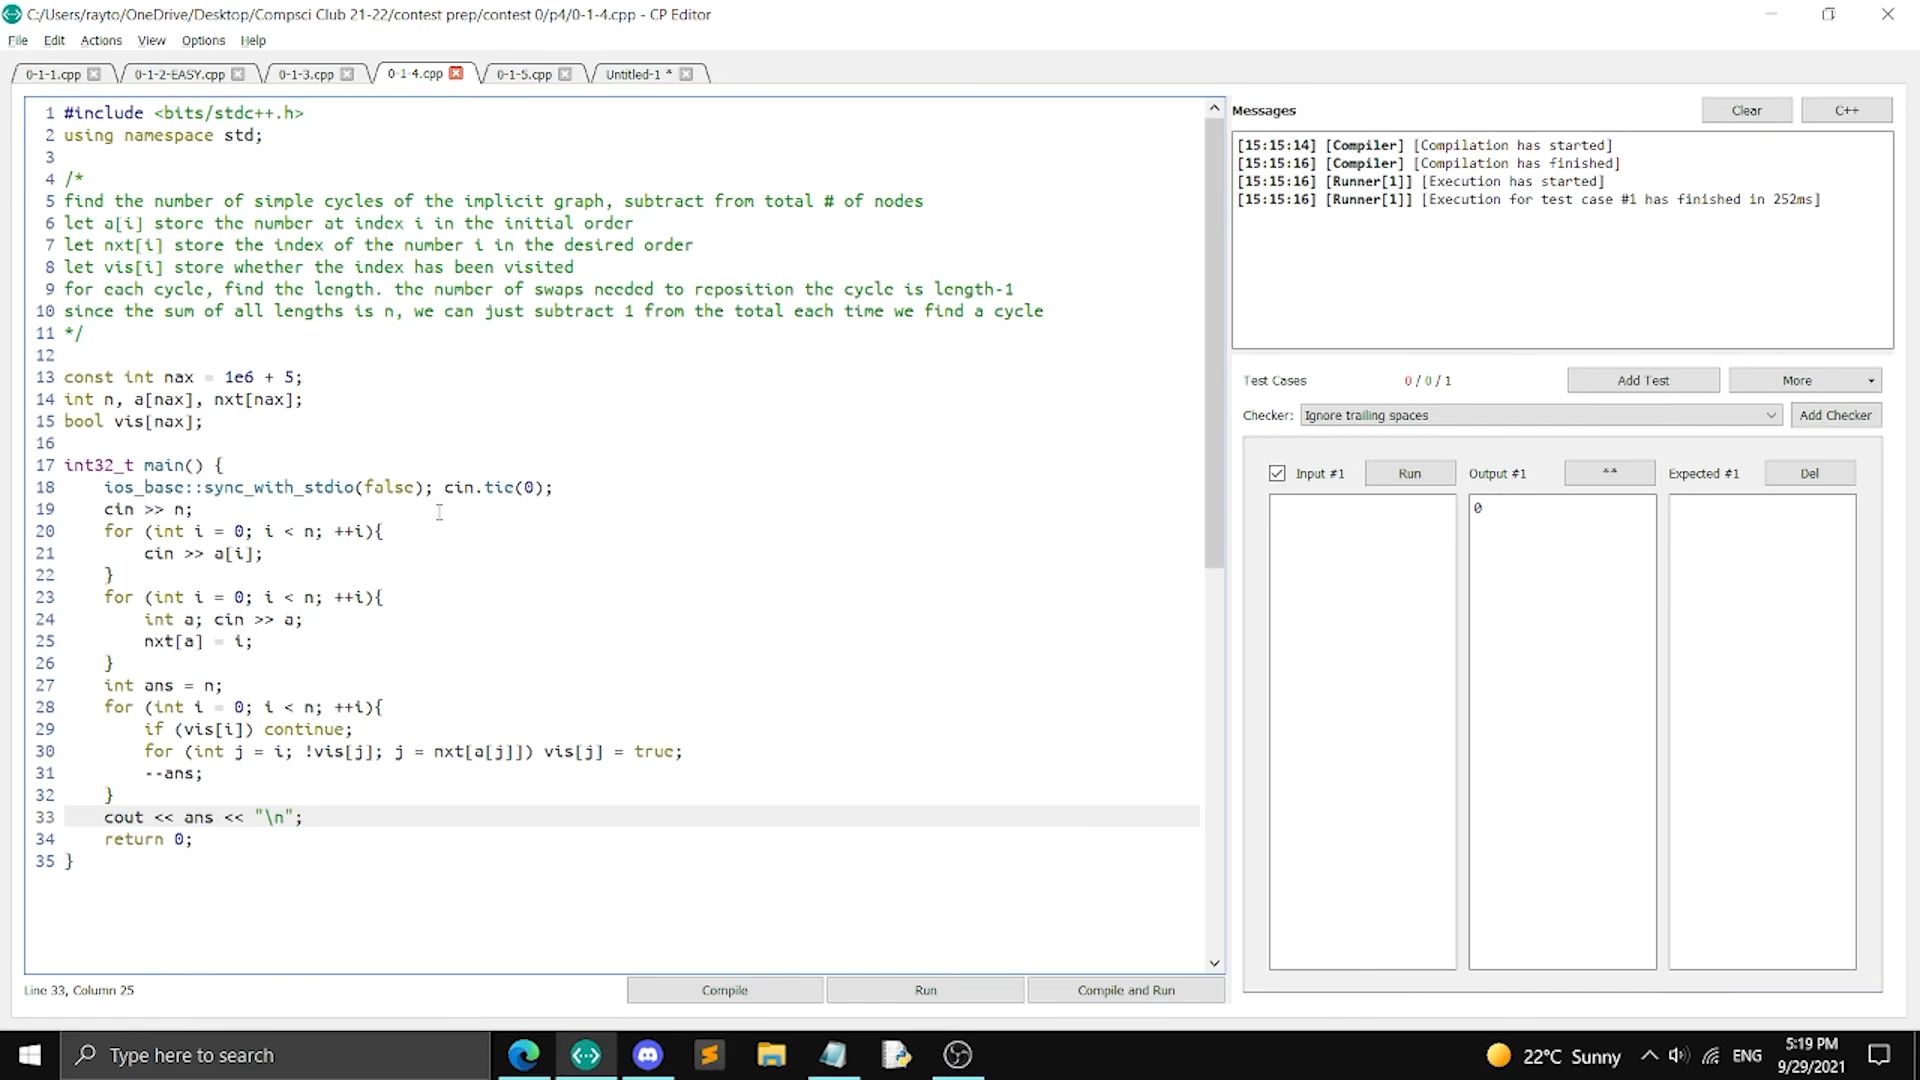 C:/Users/rayto/OneDrive/Desktop/Compsci Club 21-22/contest prep/contest 0/p4/0-1-4.cpp - CP Editor
File Edit Actions View Options Help
0-1-1.cpp 0-1-2-EASY.cpp 0-1-3.cpp 0-1-4.cpp 0-1-5.cpp Untitled-1 *
1 #include <bits/stdc++.h>
2 using namespace std;
3
4 /*
5 find the number of simple cycles of the implicit graph, subtract from total # of nodes
6 let a[i] store the number at index i in the initial order
7 let nxt[i] store the index of the number i in the desired order
8 let vis[i] store whether the index has been visited
9 for each cycle, find the length. the number of swaps needed to reposition the cycle is length-1
10 since the sum of all lengths is n, we can just subtract 1 from the total each time we find a cycle
11 */
12
13 const int nax = 1e6 + 5;
14 int n, a[nax], nxt[nax];
15 bool vis[nax];
16
17 int32_t main() {
18     ios_base::sync_with_stdio(false); cin.tie(0);
19     cin >> n;
20     for (int i = 0; i < n; ++i){
21         cin >> a[i];
22     }
23     for (int i = 0; i < n; ++i){
24         int a; cin >> a;
25         nxt[a] = i;
26     }
27     int ans = n;
28     for (int i = 0; i < n; ++i){
29         if (vis[i]) continue;
30         for (int j = i; !vis[j]; j = nxt[a[j]]) vis[j] = true;
31         --ans;
32     }
33     cout << ans << "\n";
34     return 0;
35 }
Line 33, Column 25
Compile Run Compile and Run
Messages Clear C++
[15:15:14] [Compiler] [Compilation has started]
[15:15:16] [Compiler] [Compilation has finished]
[15:15:16] [Runner[1]] [Execution has started]
[15:15:16] [Runner[1]] [Execution for test case #1 has finished in 252ms]
Test Cases 0 / 0 / 1 Add Test More
Checker: Ignore trailing spaces Add Checker
Input #1 Run Output #1 ** Expected #1 Del
0
Type here to search
22°C Sunny ENG 5:19 PM
9/29/2021